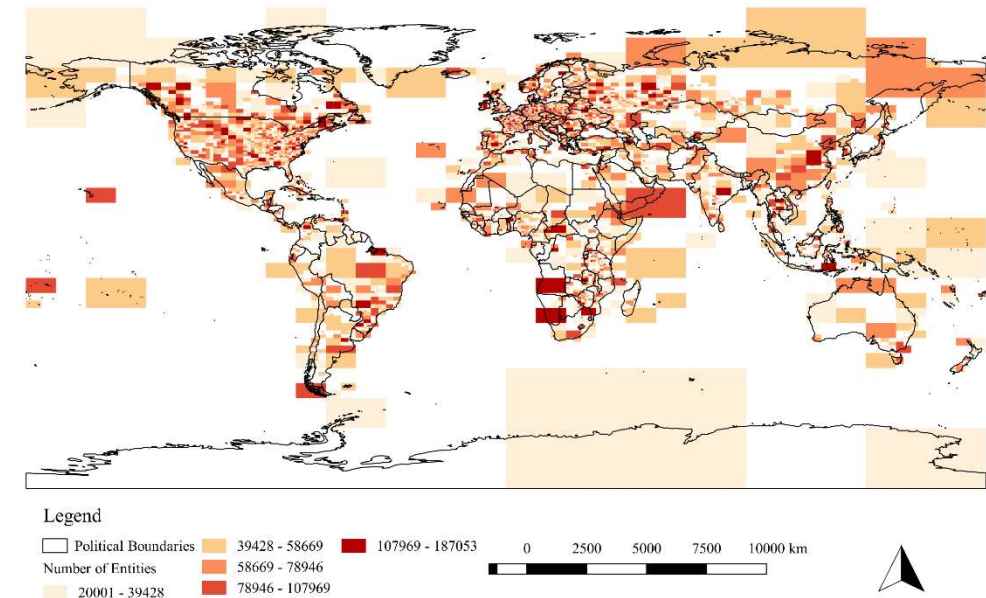 Legend
Political Boundaries
Number of Entities
20001 - 39428
39428 - 58669
58669 - 78946
78946 - 107969
107969 - 187053
0 2500 5000 7500 10000 km